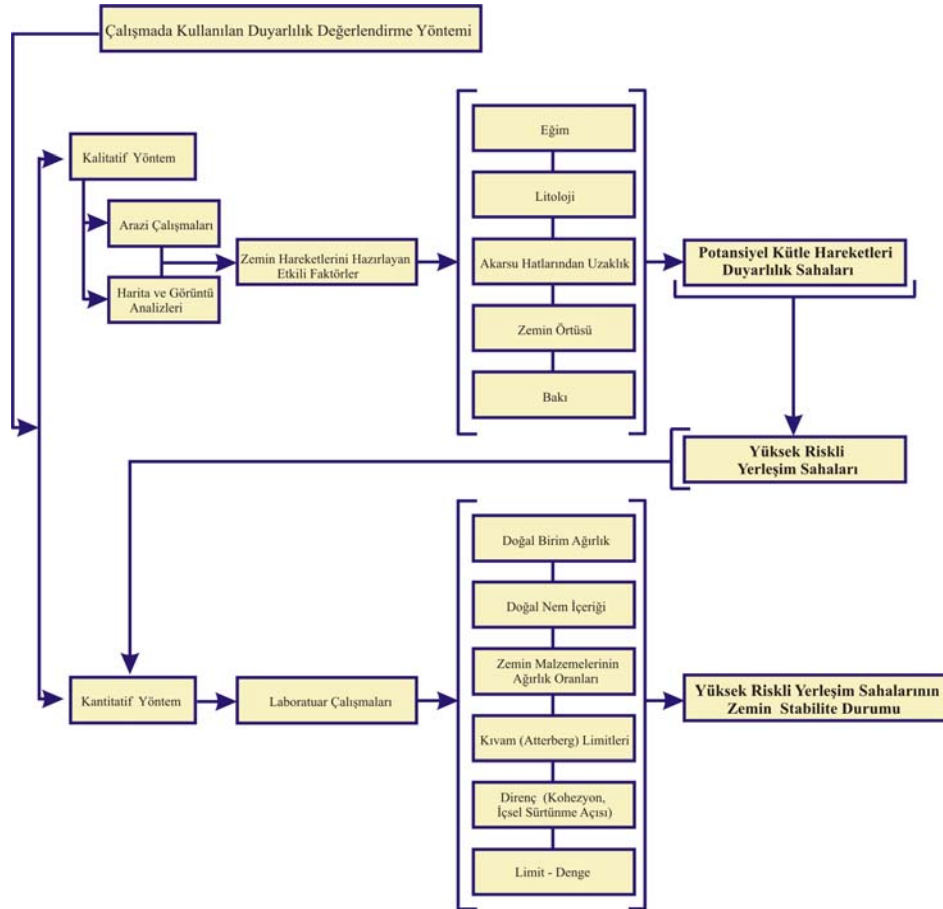 Çalışmada Kullanılan Duyarlılık Değerlendirme Yöntemi
Kalitatif Yöntem
Arazi Çalışmaları
Harita ve Görüntü
Analizleri
Zemin Hareketlerini Hazırlayan
Etkili Faktörler
Eğim
Litoloji
Akarsu Hatlarından Uzaklık
Zemin Örtüsü
Bakı
Potansiyel Kütle Hareketleri
Duyarlılık Sahaları
Yüksek Riskli
Yerleşim Sahaları
Kantitatif Yöntem
Laboratuar Çalışmaları
Doğal Birim Ağırlık
Doğal Nem İçeriği
Zemin Malzemelerinin
Ağırlık Oranları
Kıvam (Atterberg) Limitleri
Direnç (Kohezyon,
İçsel Sürtünme Açısı)
Limit - Denge
Yüksek Riskli Yerleşim Sahalarının
Zemin Stabilite Durumu